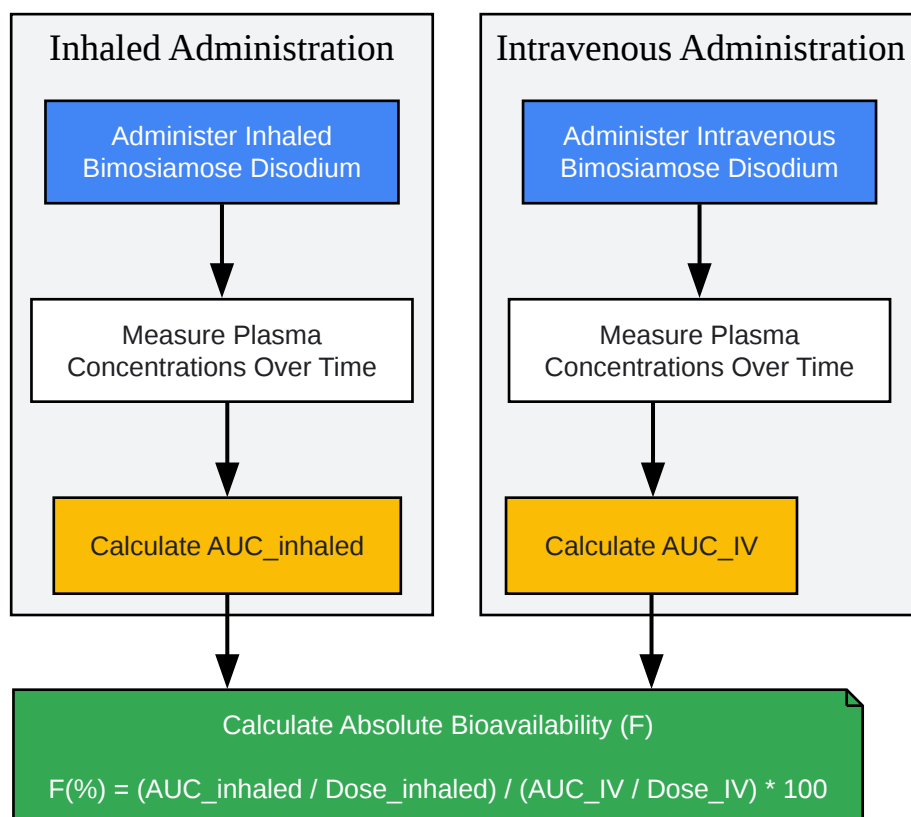 Inhaled Administration
Administer Inhaled
Bimosiamose Disodium
Measure Plasma
Concentrations Over Time
Calculate AUC_inhaled
Intravenous Administration
Administer Intravenous
Bimosiamose Disodium
Measure Plasma
Concentrations Over Time
Calculate AUC_IV
Calculate Absolute Bioavailability (F)
F(%) = (AUC_inhaled / Dose_inhaled) / (AUC_IV / Dose_IV) * 100